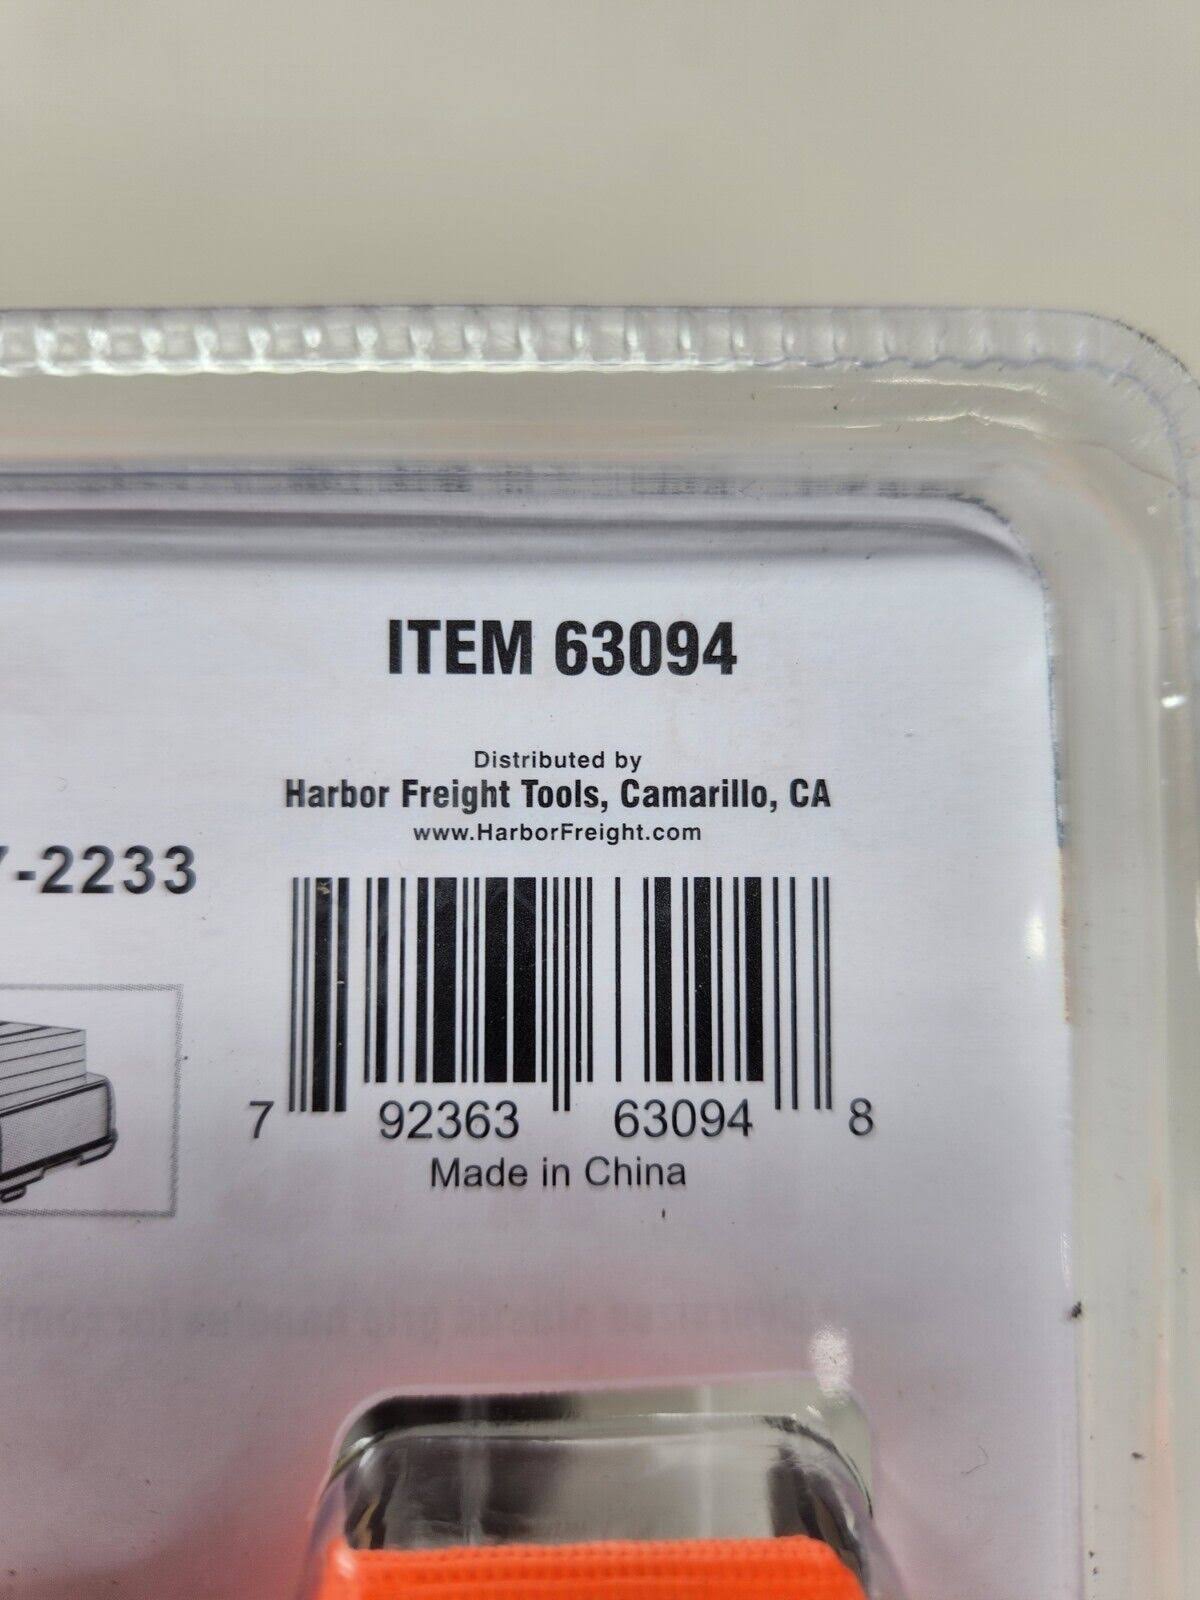 ITEM 63094
Distributed by
Harbor Freight Tools, Camarillo, CA
www.HarborFreight.com
-2233
7 92363 63094 8
Made in China